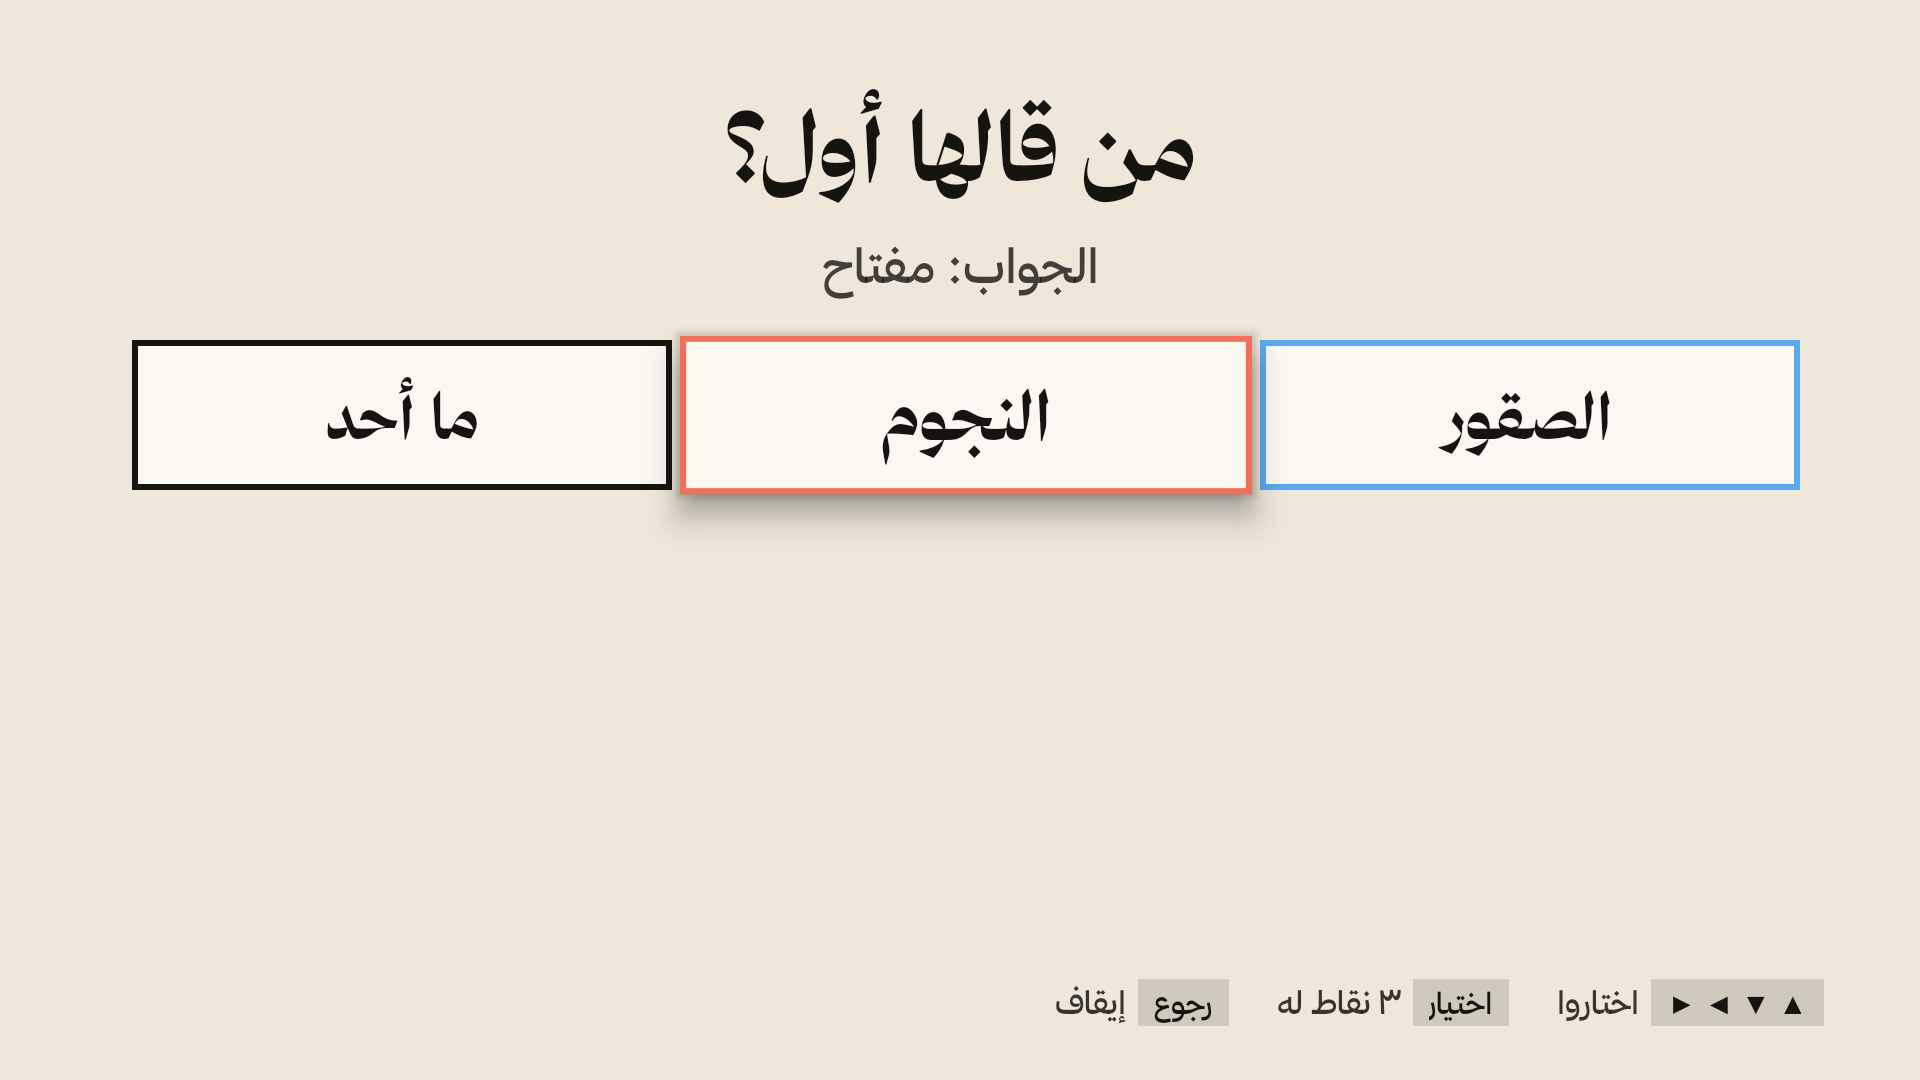 من قالها أول؟
الجواب: مفتاح
الصقور
النجوم
ما أحد
▲ ▼ ◄ ► اختاروا
اختيار ٣ نقاط له
رجوع إيقاف